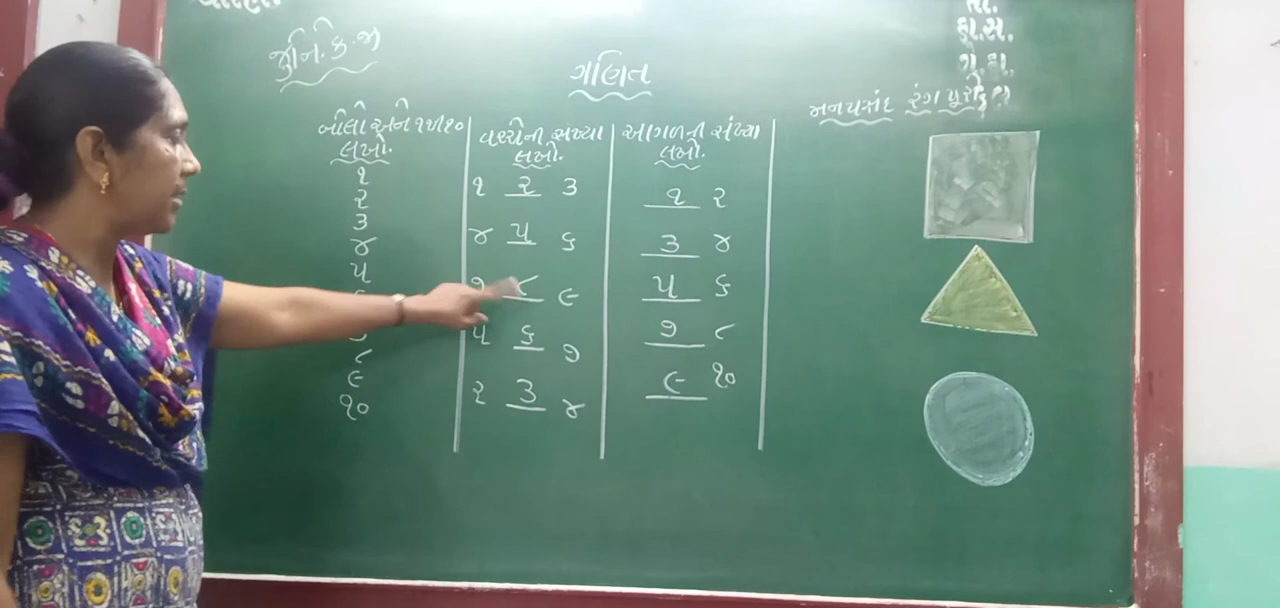 જુનિ. કે. જી
ગણિત
તા.
હા. સ.
ગે. હા.
બોલો અને ૧થી૧૦
લખો.
૧
૨
૩
૪
૫
૮
૯
૧૦
વચ્ચેની સંખ્યા
લખો.
૧ ૨ ૩
૪ ૫ ૬
૭ ૮ ૯
૫ ૬ ૭
૨ ૩ ૪
આગળની સંખ્યા
લખો.
૧ ૨
૩ ૪
૫ ૬
૭ ૮
૯ ૧૦
મનપસંદ રંગ પૂરો